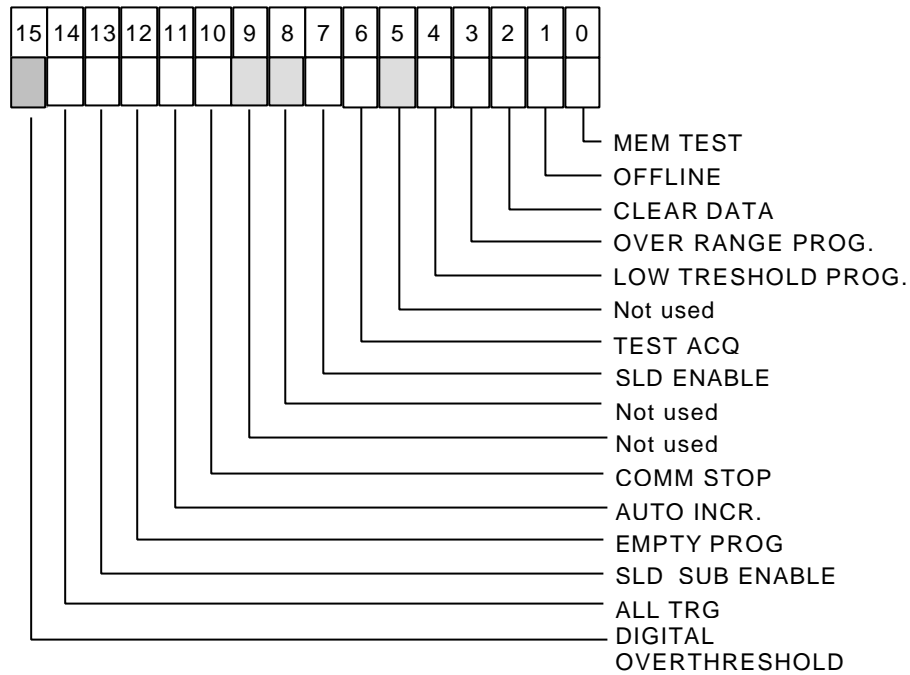 15 14 13 12 11 10 9 8 7 6 5 4 3 2 1 0
MEM TEST
OFFLINE
CLEAR DATA
OVER RANGE PROG.
LOW TRESHOLD PROG.
Not used
TEST ACQ
SLD ENABLE
Not used
Not used
COMM STOP
AUTO INCR.
EMPTY PROG
SLD SUB ENABLE
ALL TRG
DIGITAL
OVERTHRESHOLD